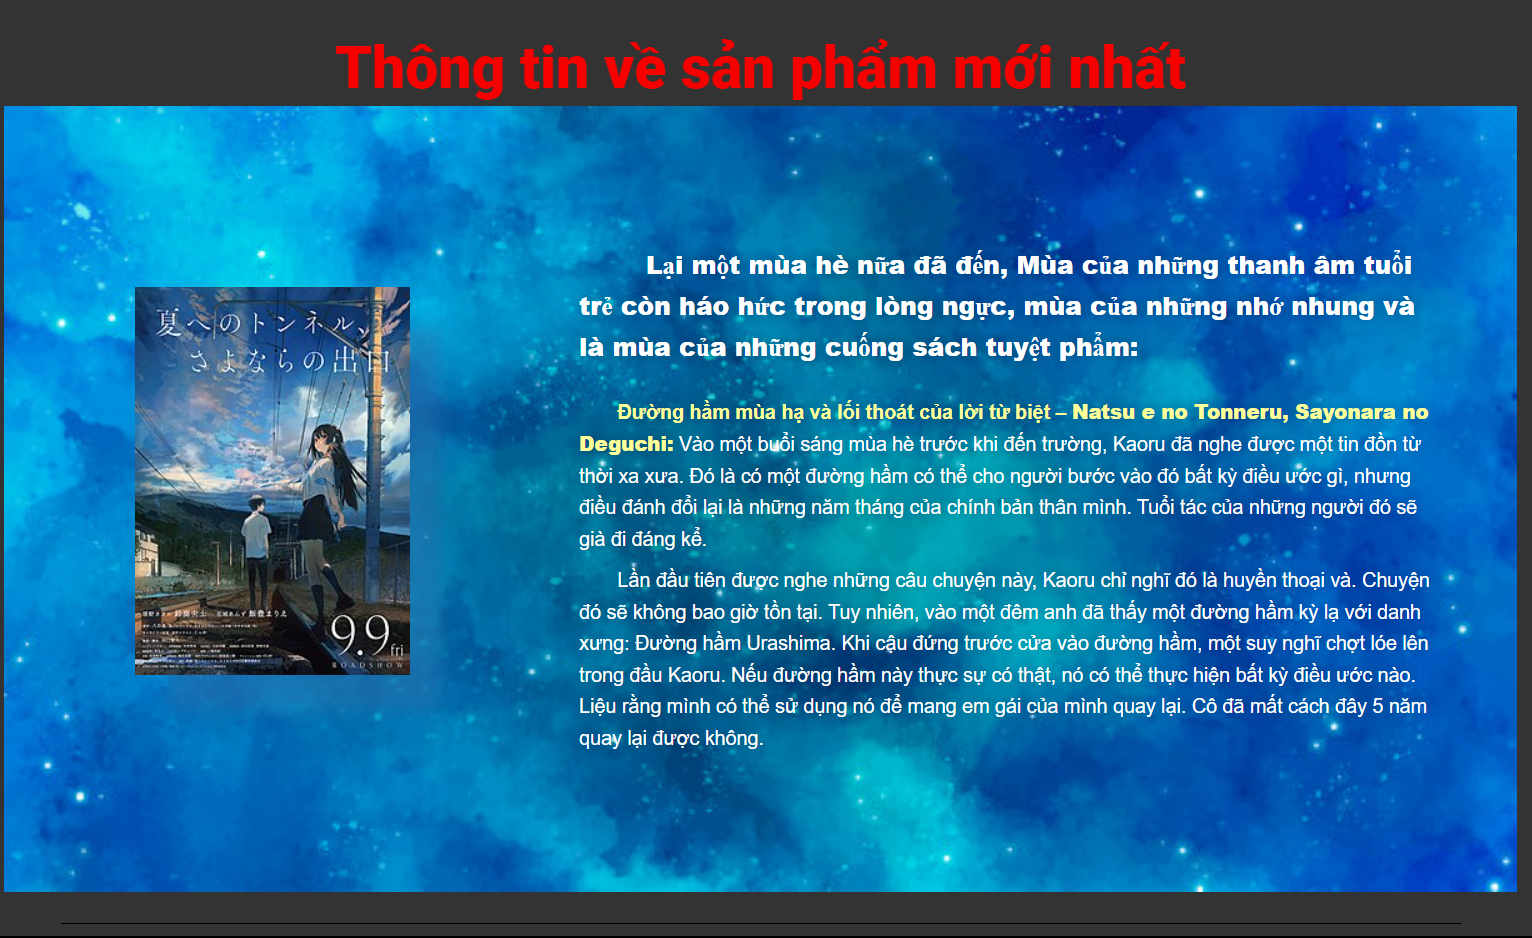 Thông tin về sản phẩm mới nhất
Lại một mùa hè nữa đã đến, Mùa của những thanh âm tuổi
trẻ còn háo hức trong lòng ngực, mùa của những nhớ nhung và
là mùa của những cuống sách tuyệt phẩm:
夏へのトンネル、
さよならの出口
9.9 fri
ROADSHOW
Đường hầm mùa hạ và lối thoát của lời từ biệt – Natsu e no Tonneru, Sayonara no
Deguchi: Vào một buổi sáng mùa hè trước khi đến trường, Kaoru đã nghe được một tin đồn từ
thời xa xưa. Đó là có một đường hầm có thể cho người bước vào đó bất kỳ điều ước gì, nhưng
điều đánh đổi lại là những năm tháng của chính bản thân mình. Tuổi tác của những người đó sẽ
già đi đáng kể.
Lần đầu tiên được nghe những câu chuyện này, Kaoru chỉ nghĩ đó là huyền thoại và. Chuyện
đó sẽ không bao giờ tồn tại. Tuy nhiên, vào một đêm anh đã thấy một đường hầm kỳ lạ với danh
xưng: Đường hầm Urashima. Khi cậu đứng trước cửa vào đường hầm, một suy nghĩ chợt lóe lên
trong đầu Kaoru. Nếu đường hầm này thực sự có thật, nó có thể thực hiện bất kỳ điều ước nào.
Liệu rằng mình có thể sử dụng nó để mang em gái của mình quay lại. Cô đã mất cách đây 5 năm
quay lại được không.